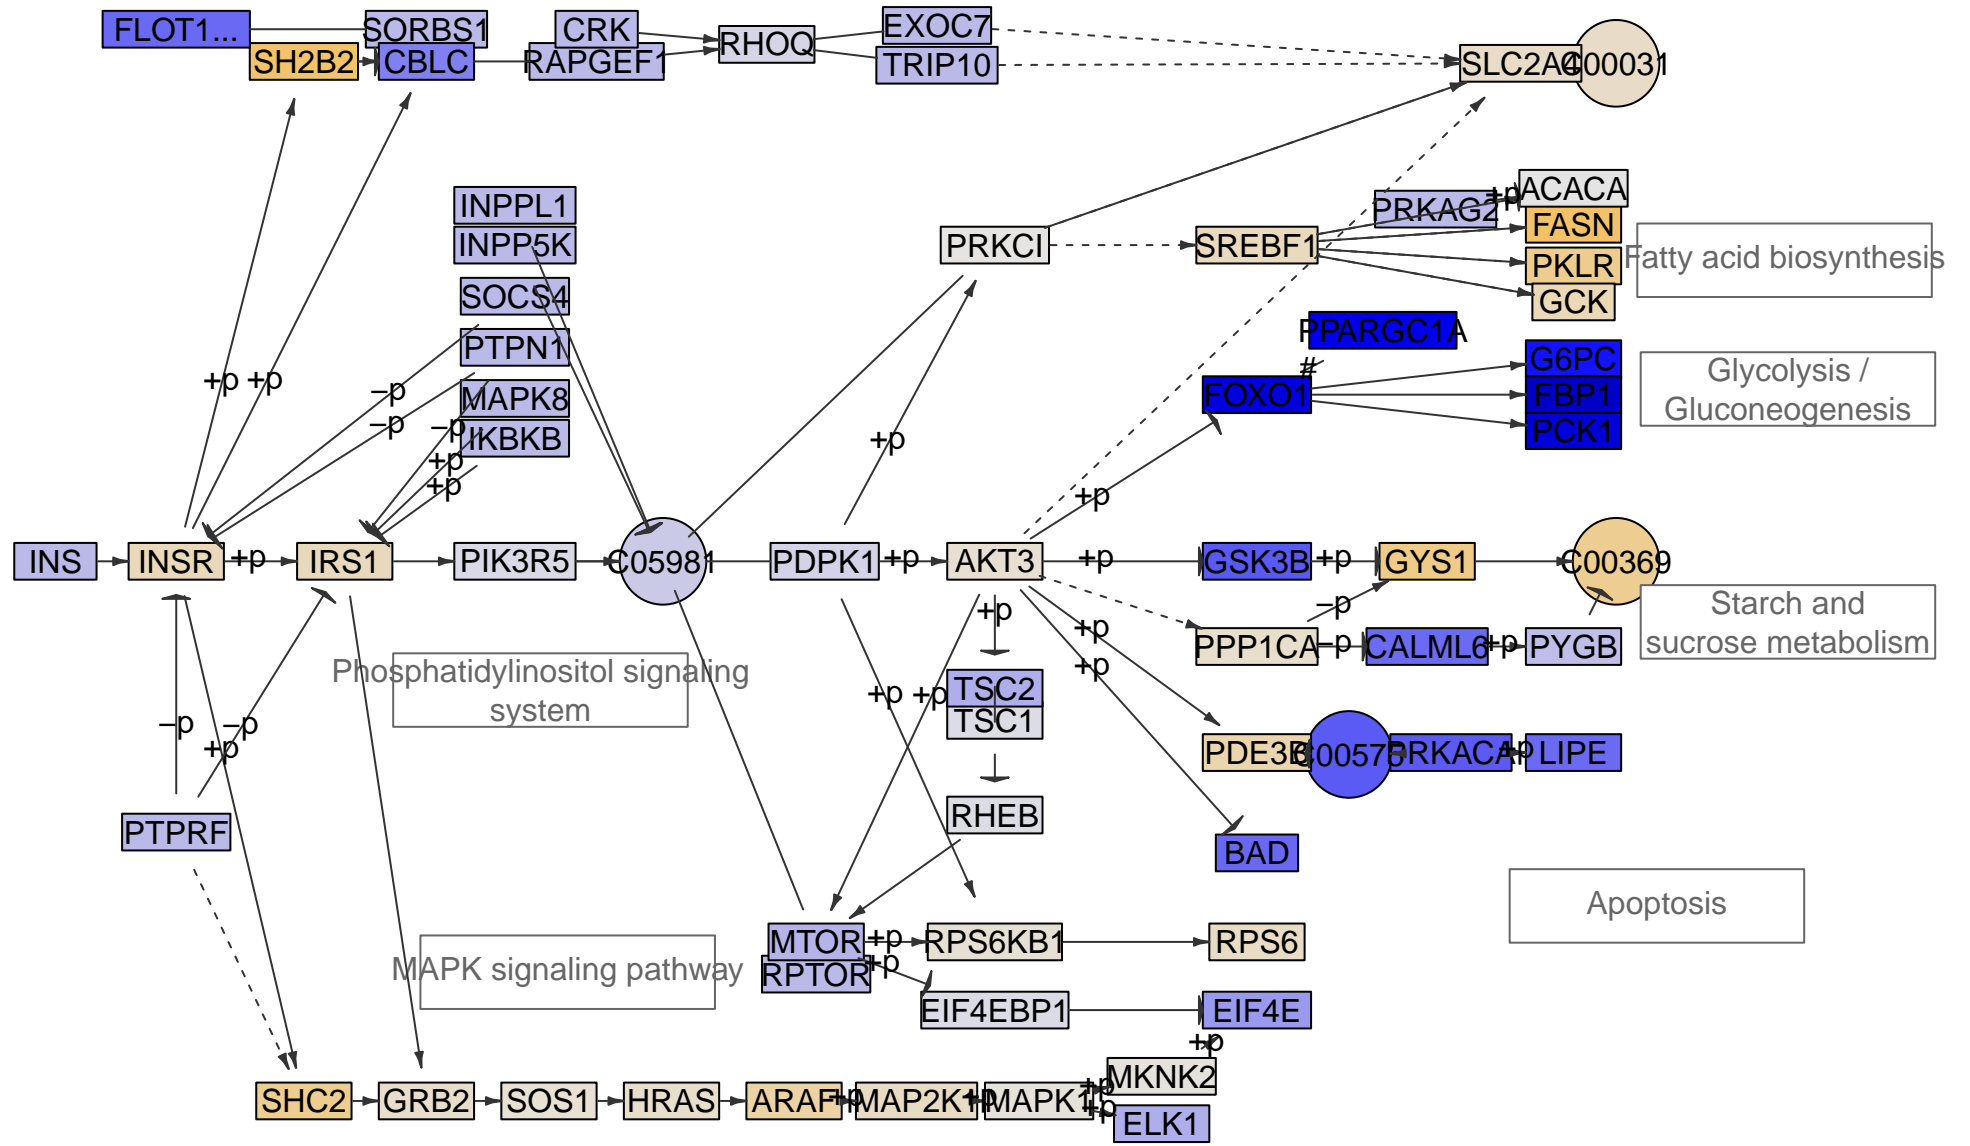 FLOT1...
SORBS1
CRK
EXOC7
SH2B2
CBLC
RAPGEF1
RHOQ
TRIP10
SLC2A4
C00031
INPPL1
INPP5K
SOCS4
PTPN1
MAPK8
IKBKB
PRKCI
SREBF1
PRKAG2
+p
ACACA
FASN
PKLR
GCK
Fatty acid biosynthesis
PPARGC1A
#
FOXO1
G6PC
FBP1
PCK1
Glycolysis /
Gluconeogenesis
+p
+p
−p
−p
−p
+p
+p
+p
+p
INS
INSR
+p
IRS1
PIK3R5
C05981
PDPK1
+p
AKT3
+p
GSK3B
+p
GYS1
C00369
+p
−p
+p
PPP1CA
−p
CALML6
+p
PYGB
Starch and
sucrose metabolism
+p
Phosphatidylinositol signaling
system
−p
−p
+p
+p
+p
TSC2
TSC1
PDE3B
C00575
PRKACA
+p
LIPE
RHEB
PTPRF
BAD
Apoptosis
MAPK signaling pathway
MTOR
+p
RPS6KB1
RPS6
RPTOR
+p
EIF4EBP1
EIF4E
+p
SHC2
GRB2
SOS1
HRAS
ARAF
+p
MAP2K1
+p
MAPK1
+p
MKNK2
+p
ELK1